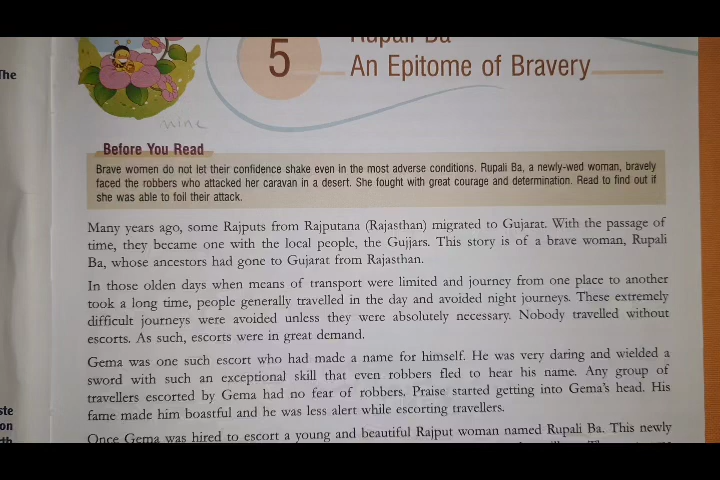 The
5
Rupali Ba
An Epitome of Bravery
nine
Before You Read
Brave women do not let their confidence shake even in the most adverse conditions. Rupali Ba, a newly-wed woman, bravely
faced the robbers who attacked her caravan in a desert. She fought with great courage and determination. Read to find out if
she was able to foil their attack.
Many years ago, some Rajputs from Rajputana (Rajasthan) migrated to Gujarat. With the passage of
time, they became one with the local people, the Gujjars. This story is of a brave woman, Rupali
Ba, whose ancestors had gone to Gujarat from Rajasthan.
In those olden days when means of transport were limited and journey from one place to another
took a long time, people generally travelled in the day and avoided night journeys. These extremely
difficult journeys were avoided unless they were absolutely necessary. Nobody travelled without
escorts. As such, escorts were in great demand.
Gema was one such escort who had made a name for himself. He was very daring and wielded a
sword with such an exceptional skill that even robbers fled to hear his name. Any group of
travellers escorted by Gema had no fear of robbers. Praise started getting into Gema's head. His
fame made him boastful and he was less alert while escorting travellers.
ste
on
Once Gema was hired to escort a young and beautiful Rajput woman named Rupali Ba. This newly